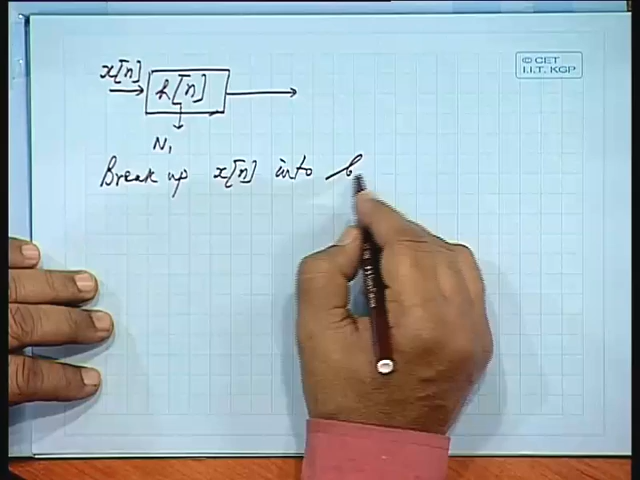 © CET
I.I.T. KGP
x[n]
h[n]
N₁
Break up x[n] into b